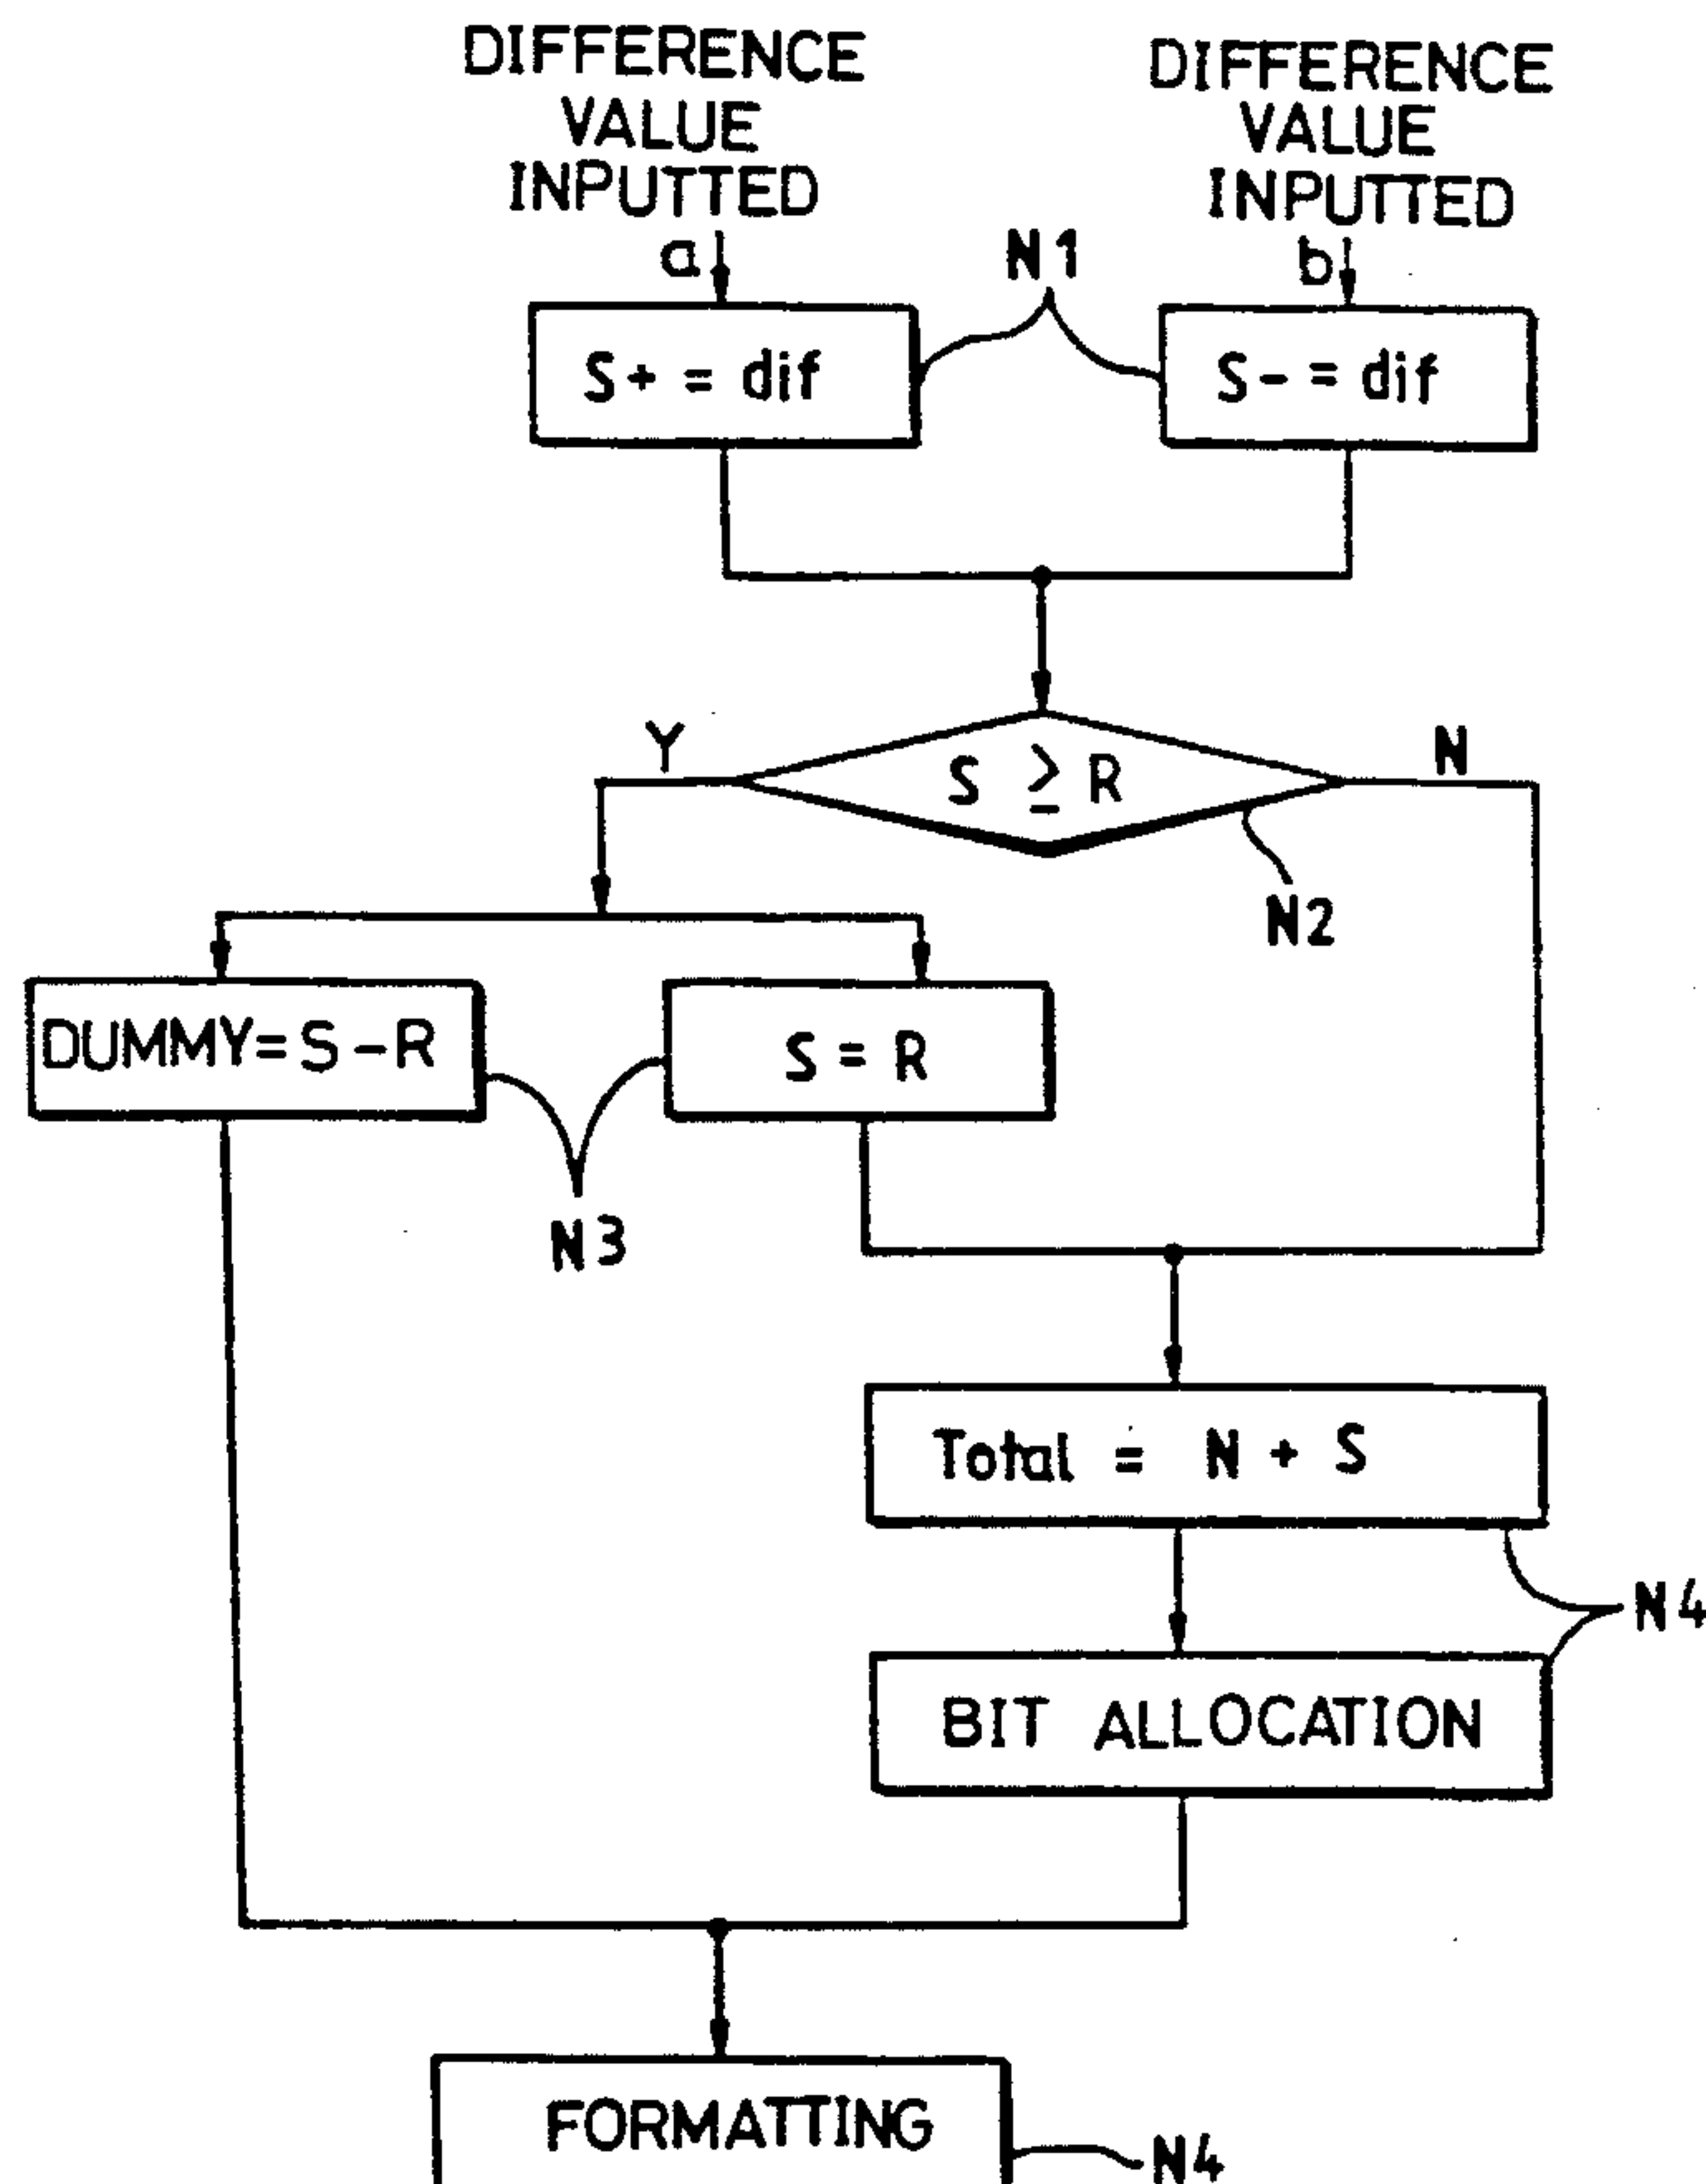 DIFFERENCE
VALUE
INPUTTED
a
DIFFERENCE
VALUE
INPUTTED
b
N1
S+ = dif
S- = dif
Y
S ≥ R
N
N2
DUMMY=S-R
S = R
N3
Total = N + S
N4
BIT ALLOCATION
FORMATTING
N4